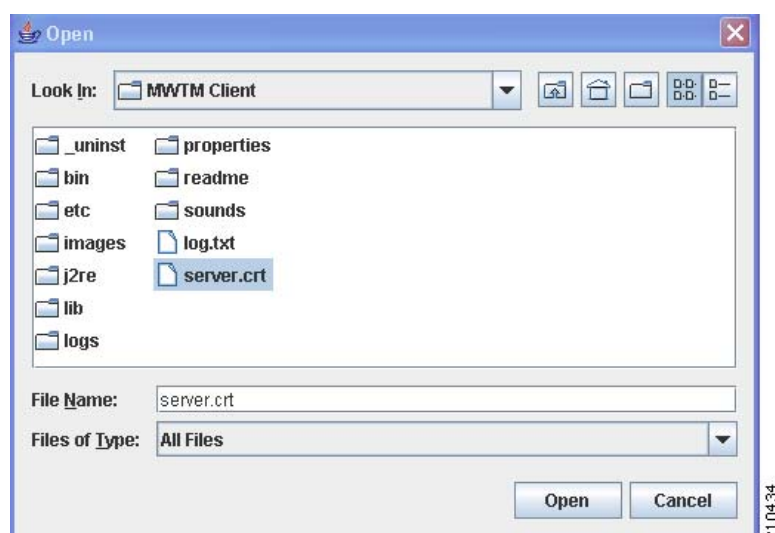 Open
Look In: MWTM Client
_uninst
bin
etc
images
j2re
lib
logs
properties
readme
sounds
log.txt
server.crt
File Name: server.crt
Files of Type: All Files
Open Cancel